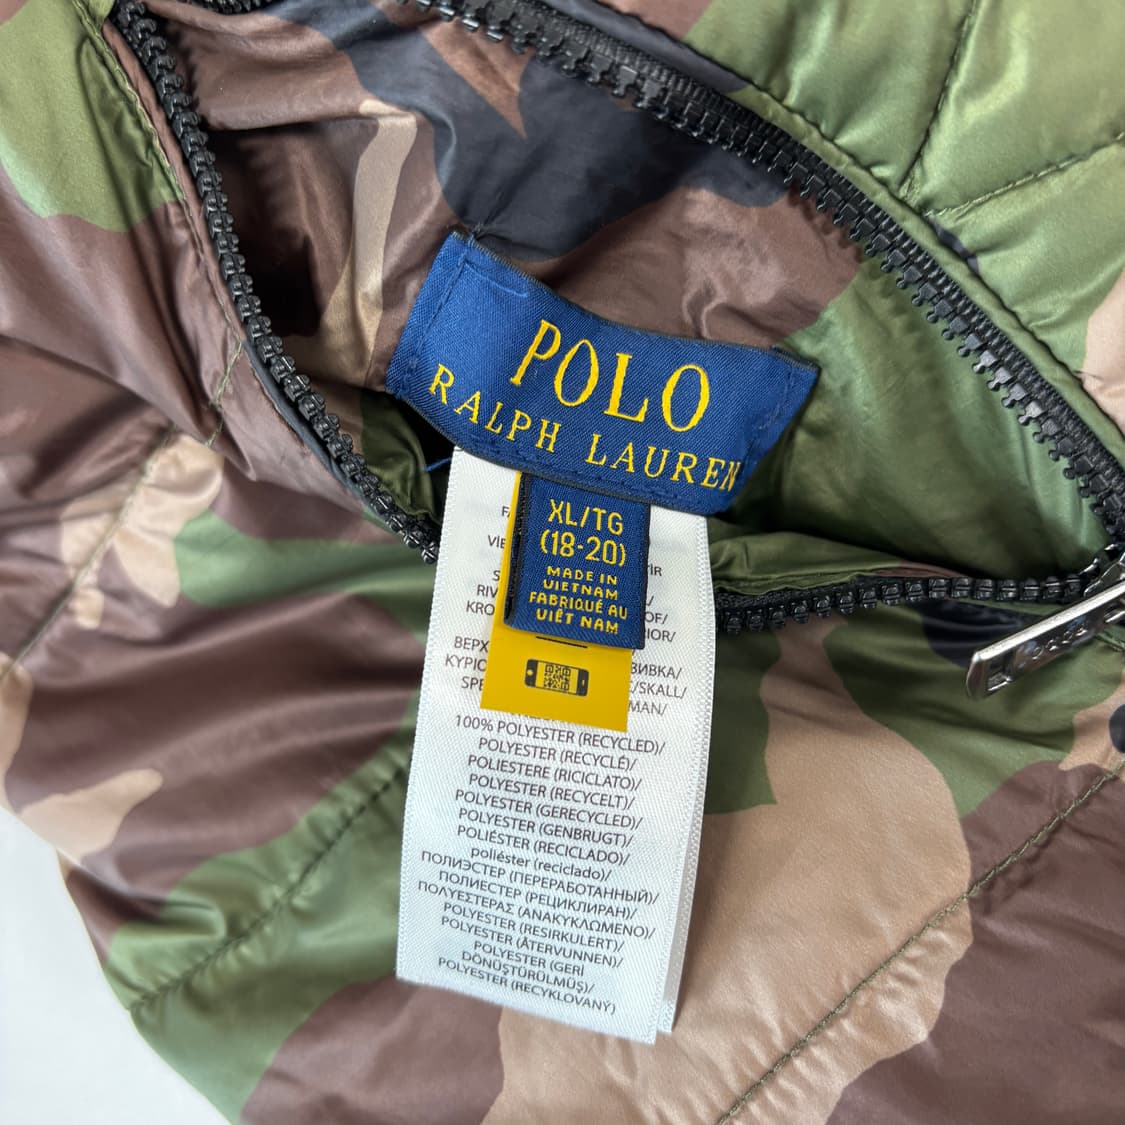 POLO
RALPH LAUREN
XL/TG
(18-20)
MADE IN
VIETNAM
FABRIQUÉ AU
VIÊT NAM
100% POLYESTER (RECYCLED)/
POLYESTER (RECYCLÉ)/
POLIESTERE (RICICLATO)/
POLYESTER (RECYCELT)/
POLYESTER (GERECYCLED)/
POLYESTER (GENBRUGT)/
POLIÉSTER (RECICLADO)/
poliéster (reciclado)/
ПОЛИЭСТЕР (ПЕРЕРАБОТАННЫЙ)/
ПОЛИЕСТЕР (РЕЦИКЛИРАН)/
ΠΟΛΥΕΣΤΕΡΑΣ (ΑΝΑΚΥΚΛΩΜΕΝΟ)/
POLYESTER (RESIRKULERT)/
POLYESTER (ÅTERVUNNEN)/
POLYESTER (GERİ
DÖNÜŞTÜRÜLMÜŞ)/
POLYESTER (RECYKLOVANÝ)